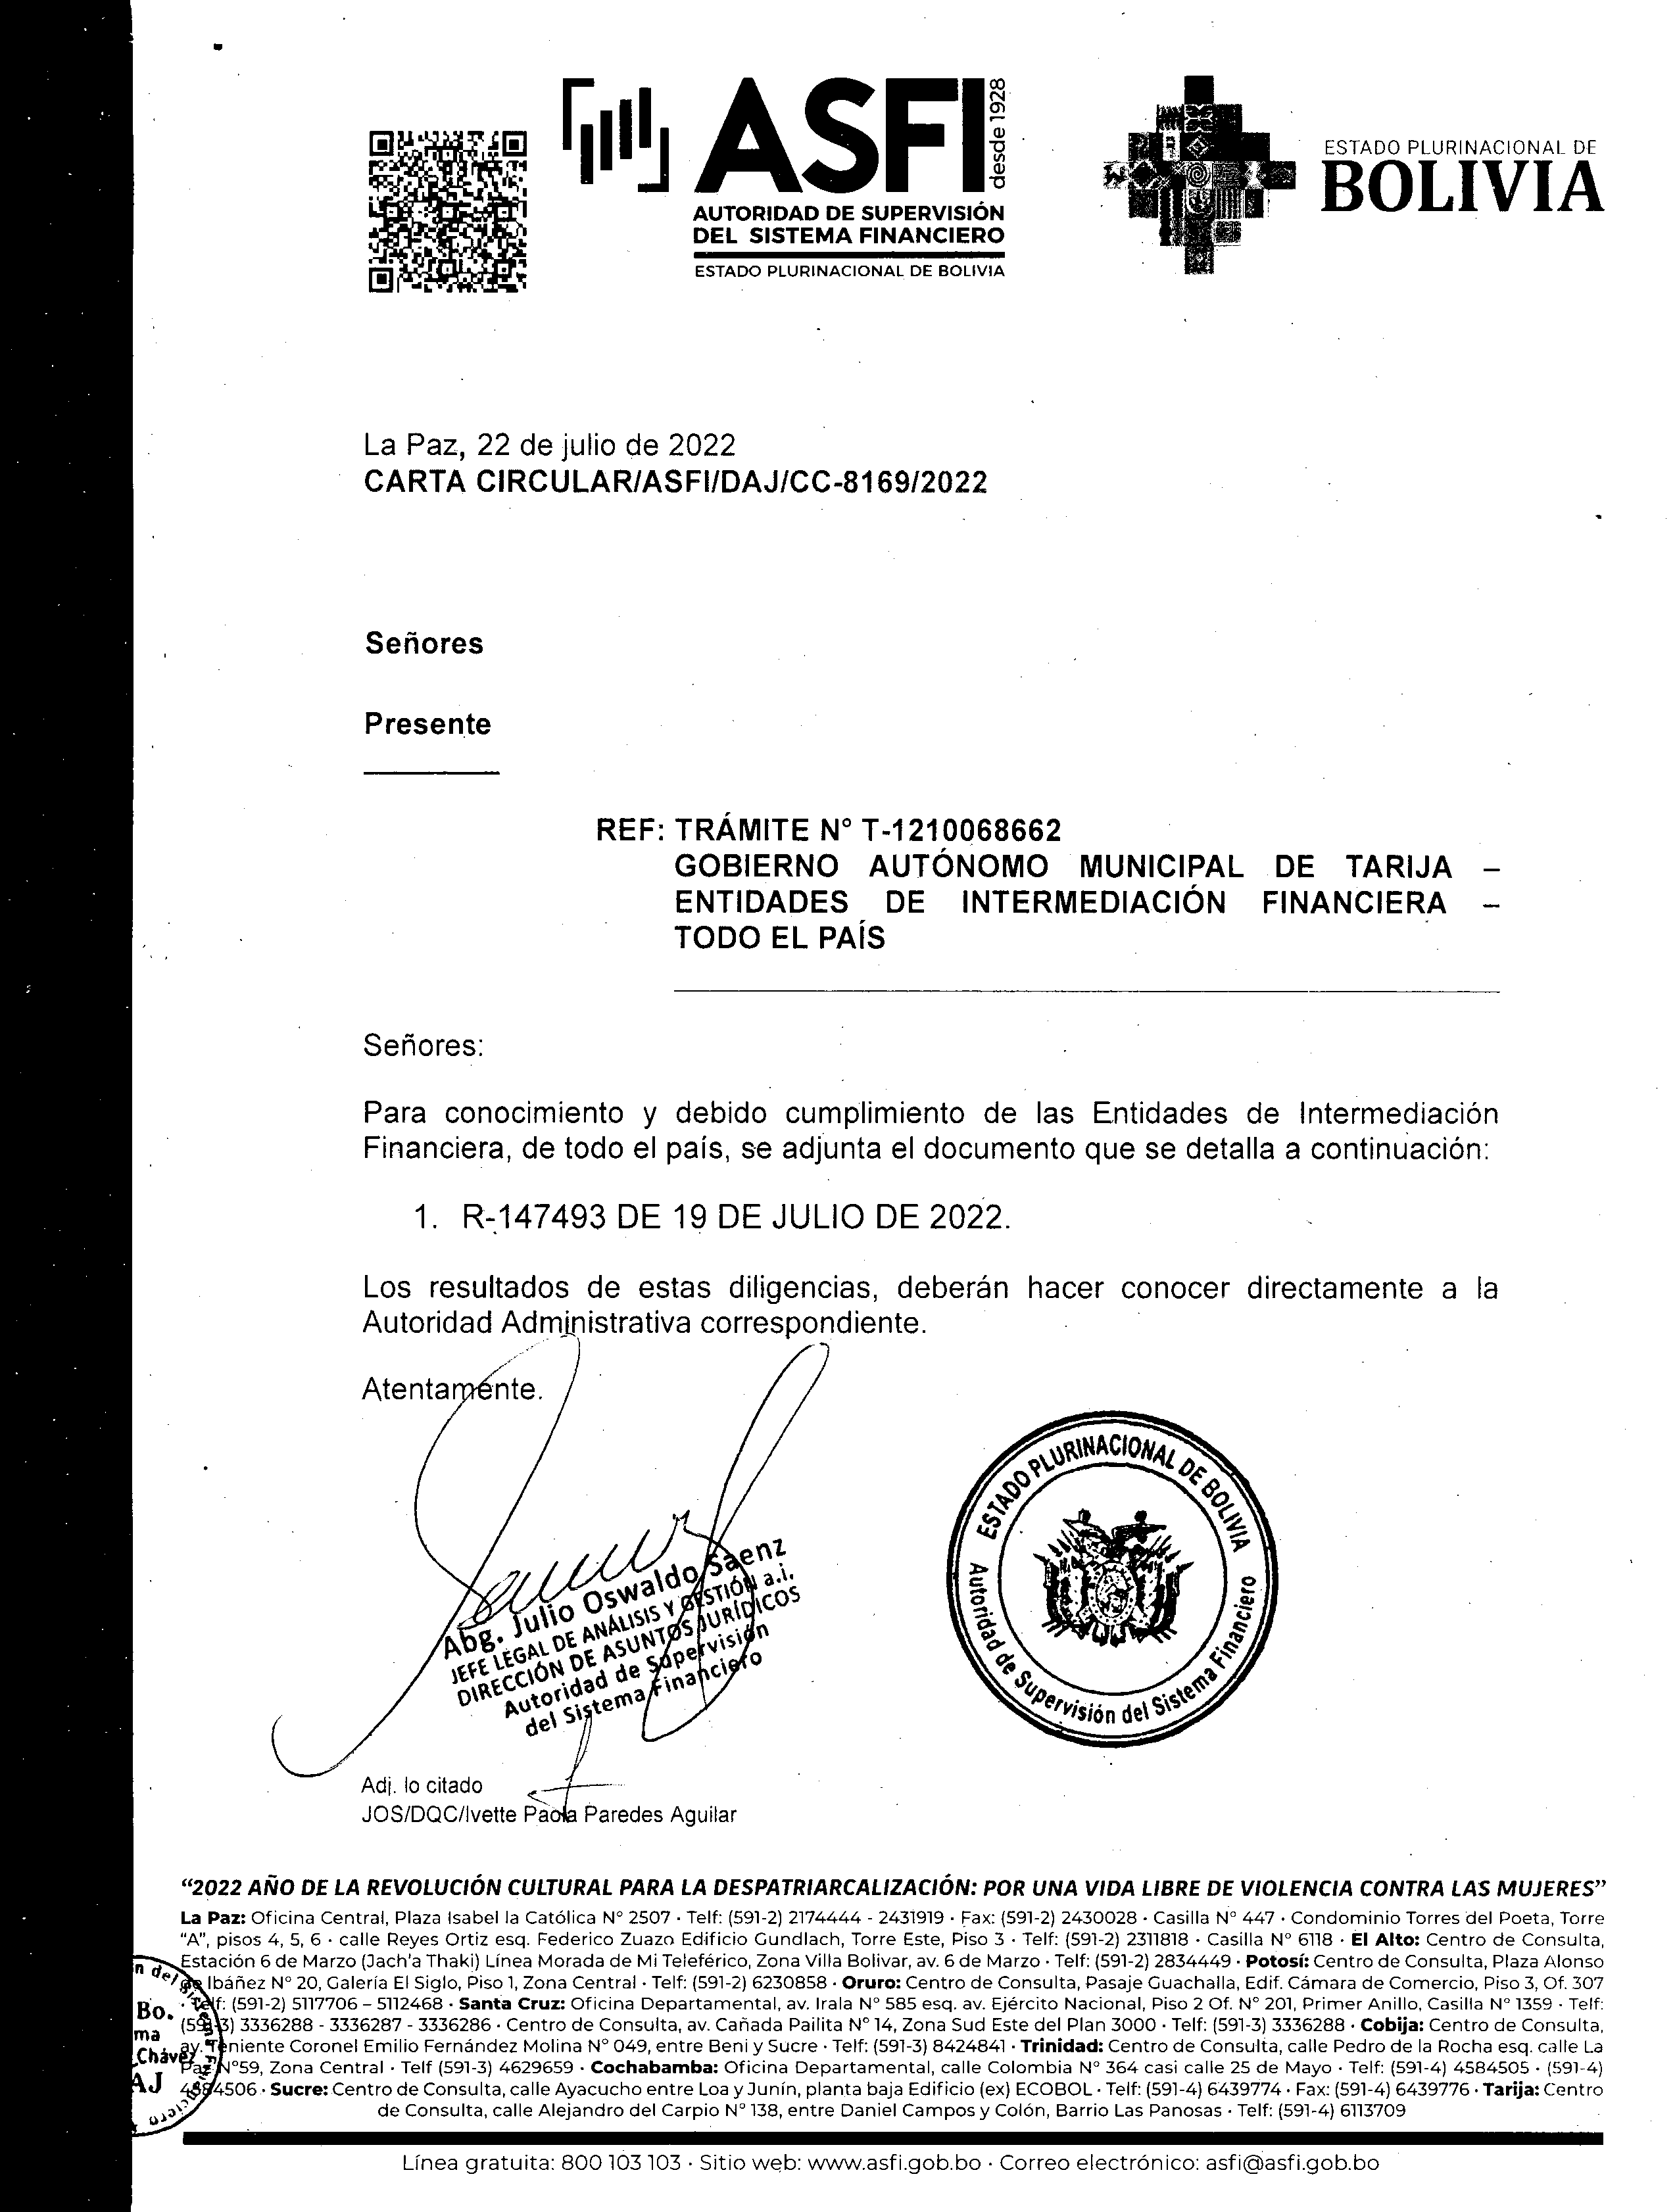 ASFI
desde 1928
AUTORIDAD DE SUPERVISIÓN
DEL SISTEMA FINANCIERO
ESTADO PLURINACIONAL DE BOLIVIA
ESTADO PLURINACIONAL DE
BOLIVIA
La Paz, 22 de julio de 2022
CARTA CIRCULAR/ASFI/DAJ/CC-8169/2022
Señores
Presente
REF: TRÁMITE N° T-1210068662
GOBIERNO AUTÓNOMO MUNICIPAL DE TARIJA –
ENTIDADES DE INTERMEDIACIÓN FINANCIERA –
TODO EL PAÍS
Señores:
Para conocimiento y debido cumplimiento de las Entidades de Intermediación
Financiera, de todo el país, se adjunta el documento que se detalla a continuación:
1. R-147493 DE 19 DE JULIO DE 2022.
Los resultados de estas diligencias, deberán hacer conocer directamente a la
Autoridad Administrativa correspondiente.
Atentamente.
Abg. Julio Oswaldo Saenz
JEFE LEGAL DE ANÁLISIS Y GESTIÓN a.i.
DIRECCIÓN DE ASUNTOS JURÍDICOS
Autoridad de Supervisión
del Sistema Financiero
ESTADO PLURINACIONAL DE BOLIVIA
Autoridad de Supervisión del Sistema Financiero
Adj. lo citado
JOS/DQC/Ivette Paola Paredes Aguilar
“2022 AÑO DE LA REVOLUCIÓN CULTURAL PARA LA DESPATRIARCALIZACIÓN: POR UNA VIDA LIBRE DE VIOLENCIA CONTRA LAS MUJERES”
La Paz: Oficina Central, Plaza Isabel la Católica N° 2507 · Telf: (591-2) 2174444 - 2431919 · Fax: (591-2) 2430028 · Casilla N° 447 · Condominio Torres del Poeta, Torre
“A”, pisos 4, 5, 6 · calle Reyes Ortiz esq. Federico Zuazo Edificio Gundlach, Torre Este, Piso 3 · Telf: (591-2) 2311818 · Casilla N° 6118 · El Alto: Centro de Consulta,
Estación 6 de Marzo (Jach'a Thaki) Línea Morada de Mi Teleférico, Zona Villa Bolivar, av. 6 de Marzo · Telf: (591-2) 2834449 · Potosí: Centro de Consulta, Plaza Alonso
de Ibáñez N° 20, Galería El Siglo, Piso 1, Zona Central · Telf: (591-2) 6230858 · Oruro: Centro de Consulta, Pasaje Guachalla, Edif. Cámara de Comercio, Piso 3, Of. 307
· Telf: (591-2) 5117706 – 5112468 · Santa Cruz: Oficina Departamental, av. Irala N° 585 esq. av. Ejército Nacional, Piso 2 Of. N° 201, Primer Anillo, Casilla N° 1359 · Telf:
(591-3) 3336288 - 3336287 - 3336286 · Centro de Consulta, av. Cañada Pailita N° 14, Zona Sud Este del Plan 3000 · Telf: (591-3) 3336288 · Cobija: Centro de Consulta,
av. Teniente Coronel Emilio Fernández Molina N° 049, entre Beni y Sucre · Telf: (591-3) 8424841 · Trinidad: Centro de Consulta, calle Pedro de la Rocha esq. calle La
Paz N°59, Zona Central · Telf (591-3) 4629659 · Cochabamba: Oficina Departamental, calle Colombia N° 364 casi calle 25 de Mayo · Telf: (591-4) 4584505 · (591-4)
4584506 · Sucre: Centro de Consulta, calle Ayacucho entre Loa y Junín, planta baja Edificio (ex) ECOBOL · Telf: (591-4) 6439774 · Fax: (591-4) 6439776 · Tarija: Centro
de Consulta, calle Alejandro del Carpio N° 138, entre Daniel Campos y Colón, Barrio Las Panosas · Telf: (591-4) 6113709
Bo.
ma
Cháve
AJ
Línea gratuita: 800 103 103 · Sitio web: www.asfi.gob.bo · Correo electrónico: asfi@asfi.gob.bo